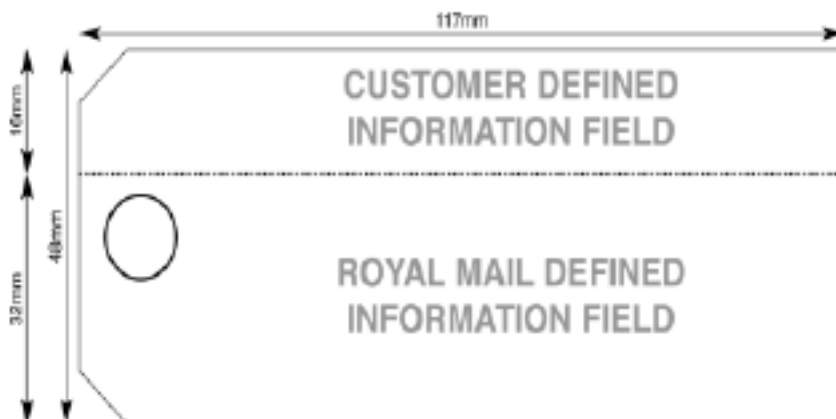 117mm
CUSTOMER DEFINED
INFORMATION FIELD
16mm
48mm
32mm
ROYAL MAIL DEFINED
INFORMATION FIELD